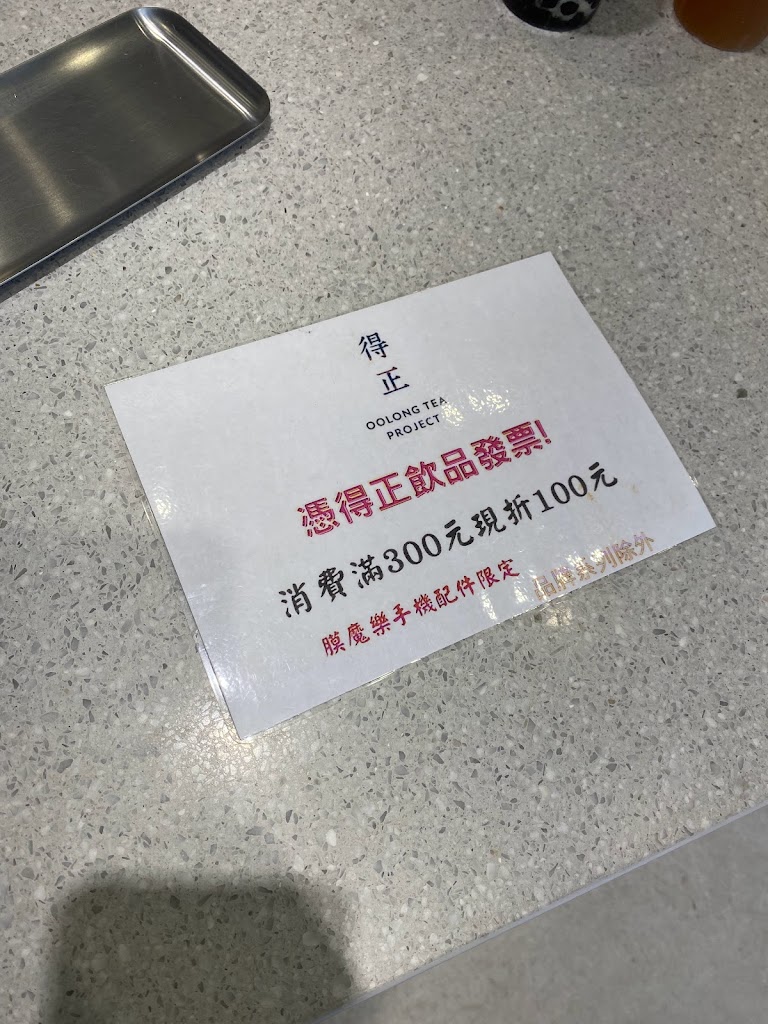 得
正
OOLONG TEA
PROJECT
憑得正飲品發票!
消費滿300元現折100元
膜魔樂手機配件限定 品牌系列除外